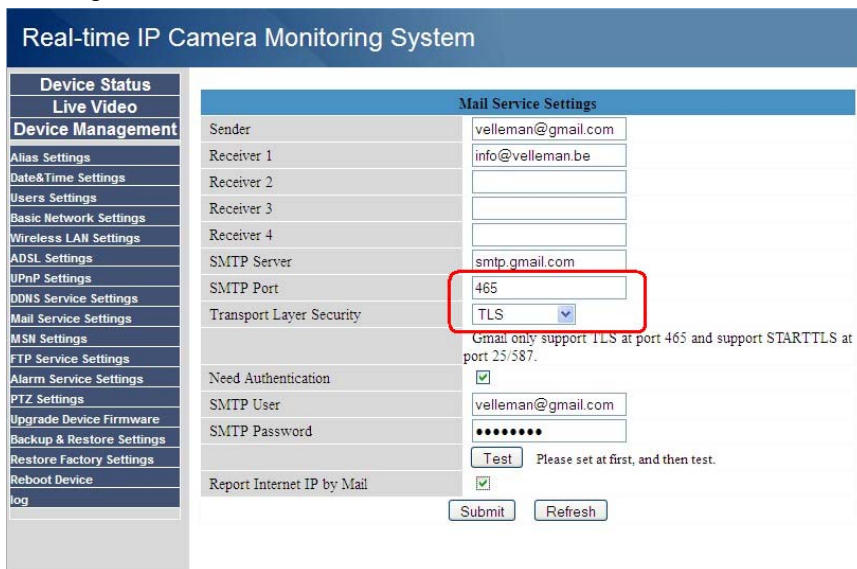 Real-time IP Camera Monitoring System
Device Status
Live Video
Device Management
Alias Settings
Date&Time Settings
Users Settings
Basic Network Settings
Wireless LAN Settings
ADSL Settings
UPnP Settings
DDNS Service Settings
Mail Service Settings
MSN Settings
FTP Service Settings
Alarm Service Settings
PTZ Settings
Upgrade Device Firmware
Backup & Restore Settings
Restore Factory Settings
Reboot Device
log
Mail Service Settings
Sender velleman@gmail.com
Receiver 1 info@velleman.be
Receiver 2
Receiver 3
Receiver 4
SMTP Server smtp.gmail.com
SMTP Port 465
Transport Layer Security TLS
Gmail only support TLS at port 465 and support STARTTLS at
port 25/587.
Need Authentication
SMTP User velleman@gmail.com
SMTP Password ••••••••
Test Please set at first, and then test.
Report Internet IP by Mail
Submit Refresh